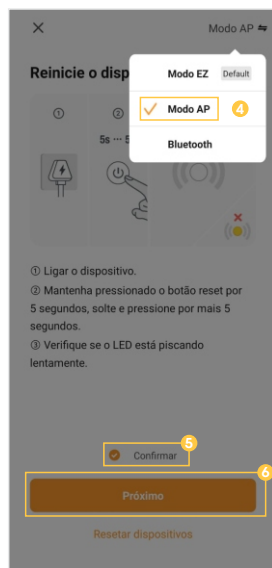 Modo AP
Reinicie o disp
Modo EZ Default
Modo AP 4
Bluetooth
① ②
5s ··· 5
① Ligar o dispositivo.
② Mantenha pressionado o botão reset por
5 segundos, solte e pressione por mais 5
segundos.
③ Verifique se o LED está piscando
lentamente.
5
Confirmar
6
Próximo
Resetar dispositivos